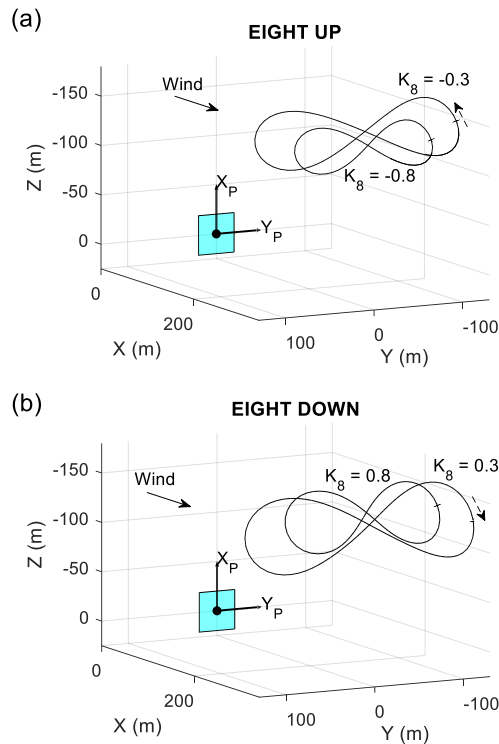 (a)
EIGHT UP
-150
-100
-50
0
Z (m)
Wind
K8 = -0.3
K8 = -0.8
XP
YP
0
200
X (m)
100
0
-100
Y (m)
(b)
EIGHT DOWN
-150
-100
-50
0
Z (m)
Wind
K8 = 0.8
K8 = 0.3
XP
YP
0
200
X (m)
100
0
-100
Y (m)